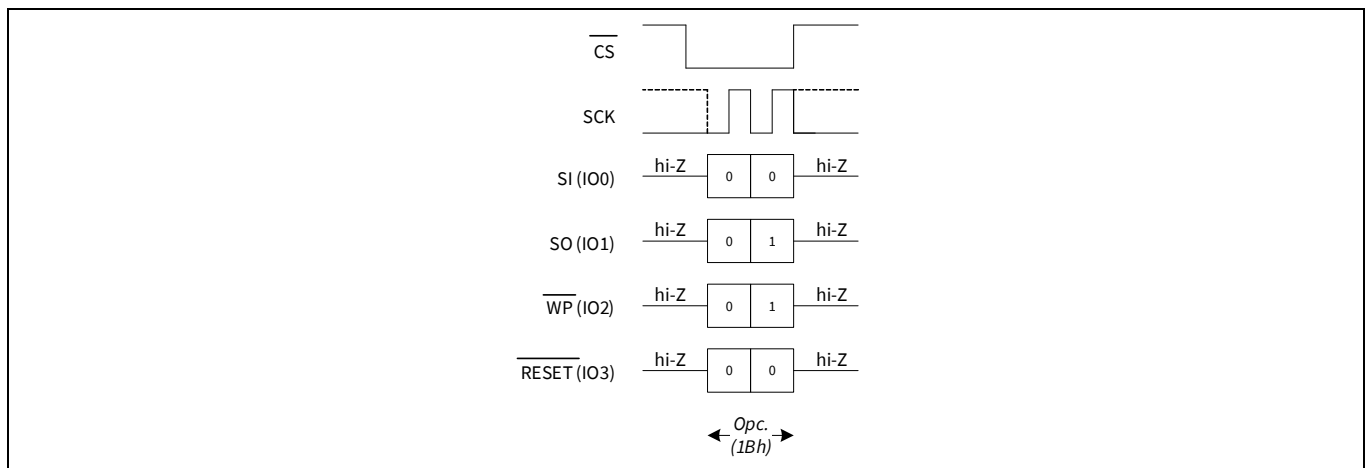 CS
SCK
hi-Z hi-Z
SI (IO0) 0 0
hi-Z hi-Z
SO (IO1) 0 1
hi-Z hi-Z
WP (IO2) 0 1
hi-Z hi-Z
RESET (IO3) 0 0
Opc.
(1Bh)